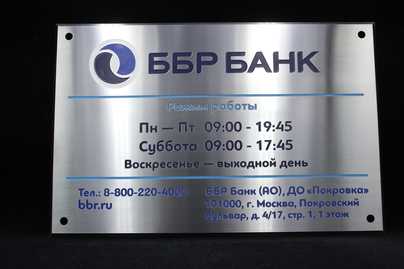 ББР БАНК
Режим работы
Пн — Пт 09:00 - 19:45
Суббота 09:00 - 17:45
Воскресенье — выходной день
Тел.: 8-800-220-4000
bbr.ru
ББР Банк (АО), ДО «Покровка»
101000, г. Москва, Покровский
бульвар, д. 4/17, стр. 1, 1 этаж